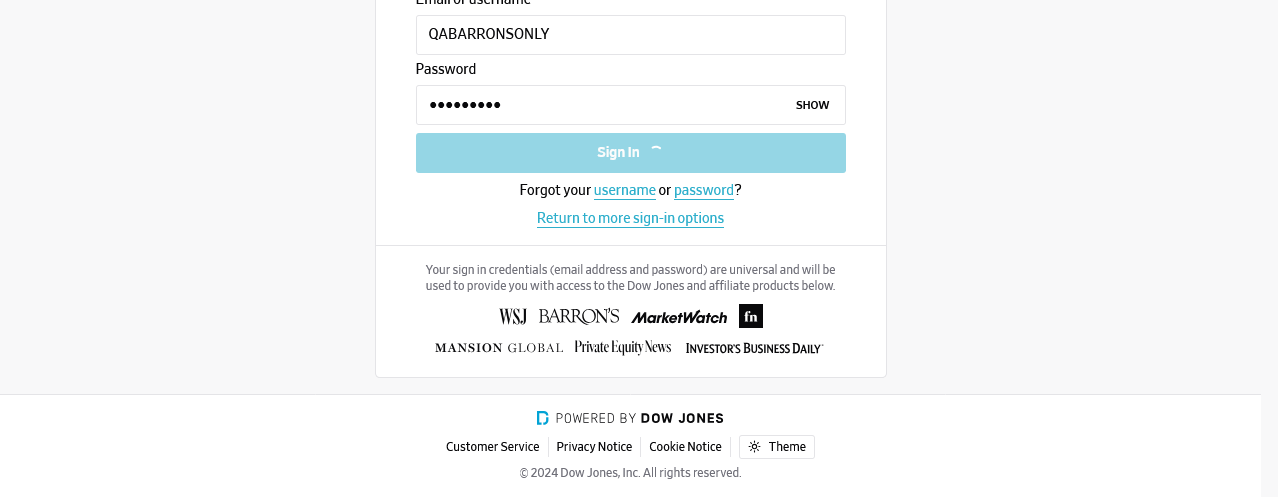 Email or username
QABARRONSONLY
Password
●●●●●●●●● SHOW
Sign In
Forgot your username or password?
Return to more sign-in options
Your sign in credentials (email address and password) are universal and will be
used to provide you with access to the Dow Jones and affiliate products below.
WSJ BARRON'S MarketWatch fn
MANSION GLOBAL Private Equity News INVESTOR'S BUSINESS DAILY
POWERED BY DOW JONES
Customer Service Privacy Notice Cookie Notice Theme
© 2024 Dow Jones, Inc. All rights reserved.